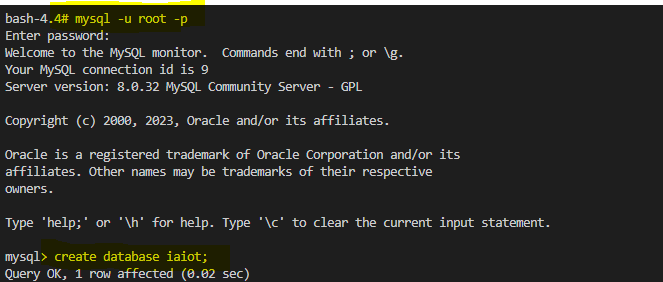 bash-4.4# mysql -u root -p
Enter password:
Welcome to the MySQL monitor.  Commands end with ; or \g.
Your MySQL connection id is 9
Server version: 8.0.32 MySQL Community Server - GPL

Copyright (c) 2000, 2023, Oracle and/or its affiliates.

Oracle is a registered trademark of Oracle Corporation and/or its
affiliates. Other names may be trademarks of their respective
owners.

Type 'help;' or '\h' for help. Type '\c' to clear the current input statement.

mysql> create database iaiot;
Query OK, 1 row affected (0.02 sec)